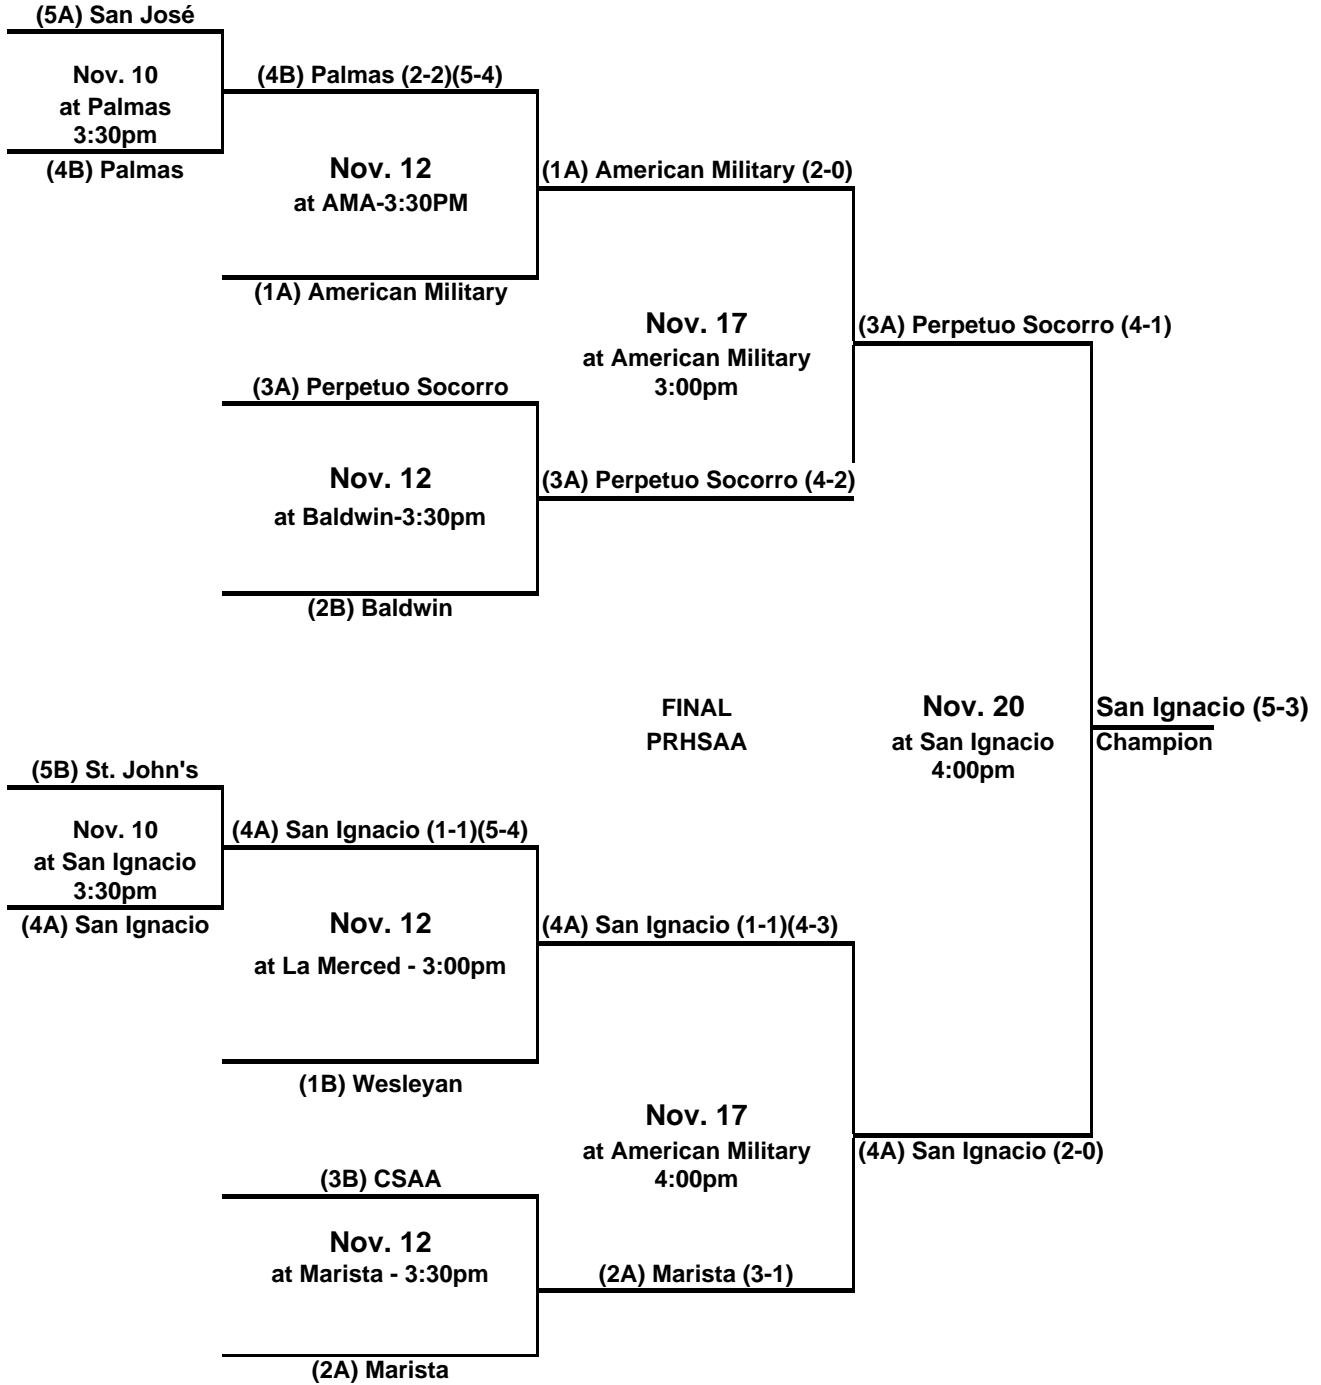 (5A) San José
Nov. 10
at Palmas
3:30pm
(4B) Palmas
(4B) Palmas (2-2)(5-4)
Nov. 12
at AMA-3:30PM
(1A) American Military
(1A) American Military (2-0)
Nov. 17
at American Military
3:00pm
(3A) Perpetuo Socorro (4-1)
(3A) Perpetuo Socorro
Nov. 12
at Baldwin-3:30pm
(2B) Baldwin
(3A) Perpetuo Socorro (4-2)
FINAL
PRHSAA
Nov. 20
at San Ignacio
4:00pm
San Ignacio (5-3)
Champion
(5B) St. John's
Nov. 10
at San Ignacio
3:30pm
(4A) San Ignacio
(4A) San Ignacio (1-1)(5-4)
Nov. 12
at La Merced - 3:00pm
(1B) Wesleyan
(4A) San Ignacio (1-1)(4-3)
Nov. 17
at American Military
4:00pm
(4A) San Ignacio (2-0)
(3B) CSAA
Nov. 12
at Marista - 3:30pm
(2A) Marista
(2A) Marista (3-1)